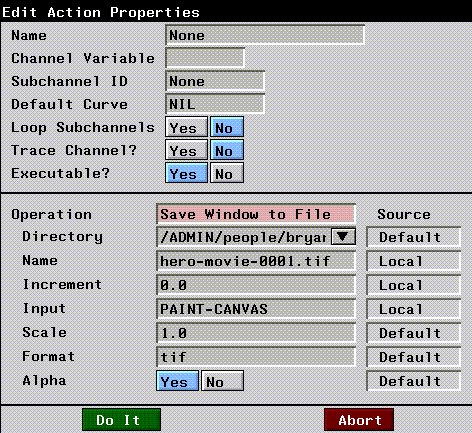 Edit Action Properties
Name None
Channel Variable
Subchannel ID None
Default Curve NIL
Loop Subchannels Yes No
Trace Channel? Yes No
Executable? Yes No
Operation Save Window to File Source
Directory /ADMIN/people/bryan Default
Name hero-movie-0001.tif Local
Increment 0.0 Local
Input PAINT-CANVAS Local
Scale 1.0 Default
Format tif Default
Alpha Yes No Default
Do It Abort